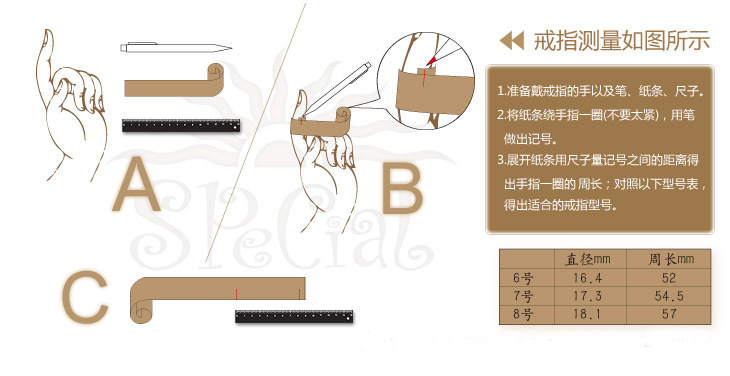 戒指测量如图所示
1.准备戴戒指的手以及笔、纸条、尺子。
2.将纸条绕手指一圈(不要太紧)，用笔
做出记号。
3.展开纸条用尺子量记号之间的距离得
出手指一圈的 周长；对照以下型号表，
得出适合的戒指型号。
A
B
C
SPeCial
直径mm 周长mm
6号 16.4 52
7号 17.3 54.5
8号 18.1 57